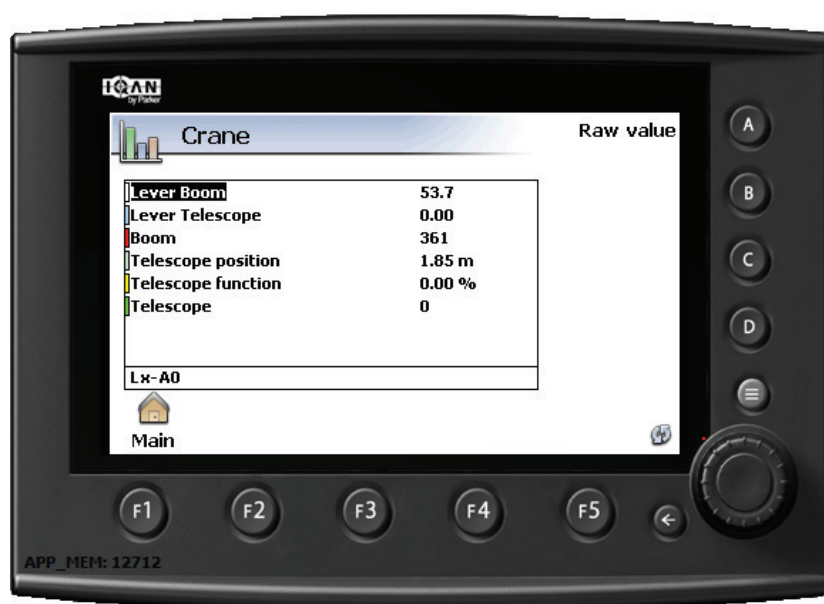 IQAN
by Parker
Crane
Raw value
A
Lever Boom 53.7
B
Lever Telescope 0.00
Boom 361
Telescope position 1.85 m
C
Telescope function 0.00 %
Telescope 0
D
Lx-A0
Main
F1 F2 F3 F4 F5
APP_MEM: 12712